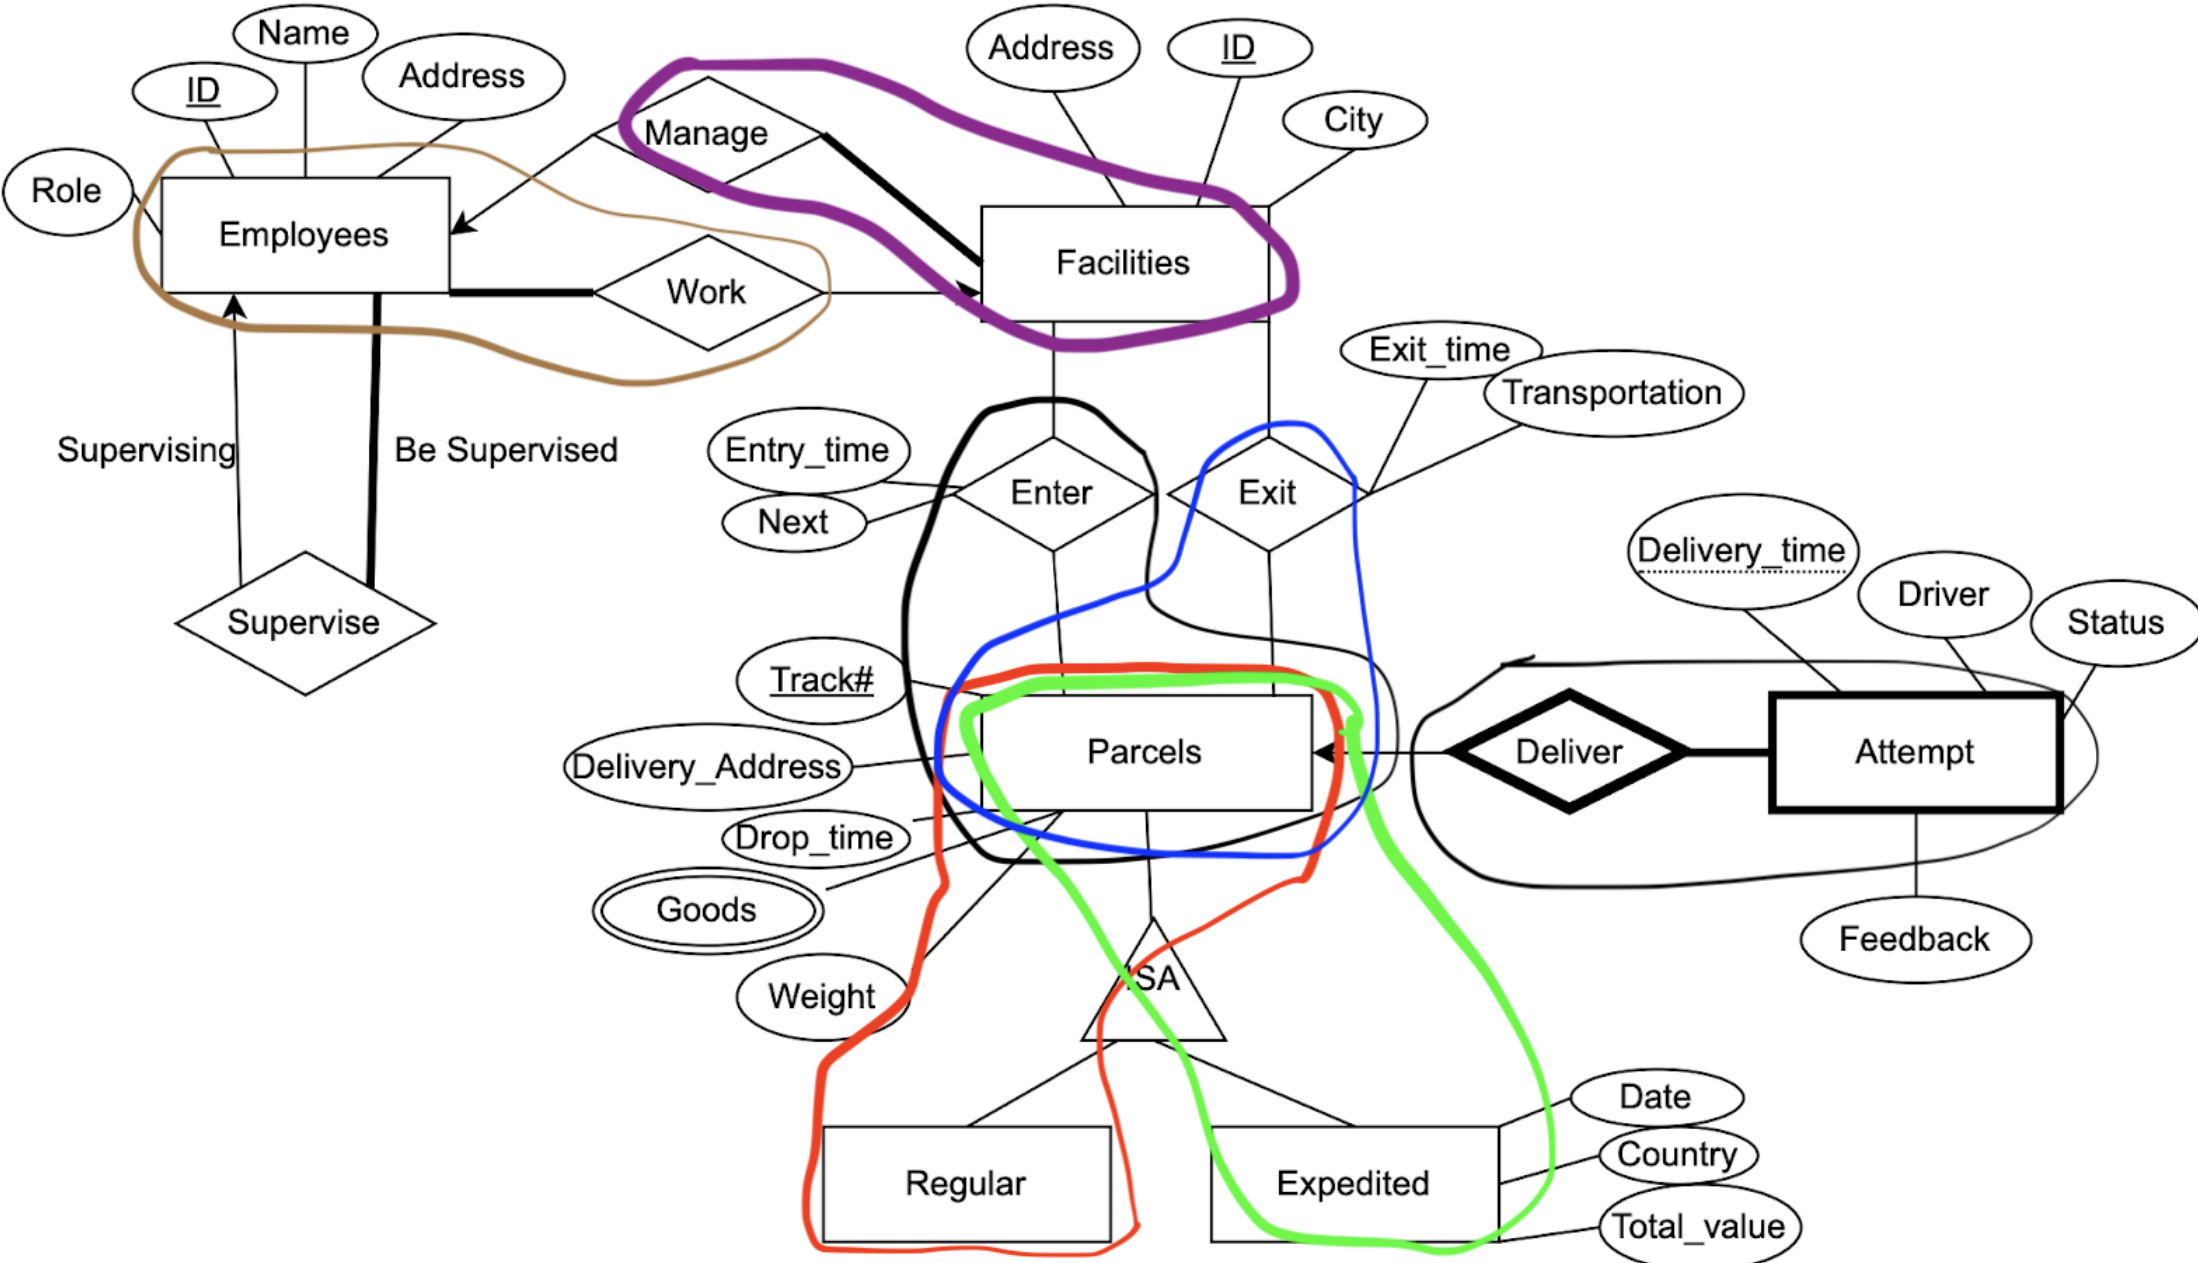 Name
Address
ID
Role
Employees
Manage
Work
Address
ID
City
Facilities
Supervising
Be Supervised
Supervise
Exit_time
Transportation
Entry_time
Next
Enter
Exit
Delivery_time
Driver
Status
Track#
Delivery_Address
Drop_time
Goods
Weight
Parcels
Deliver
Attempt
Feedback
ISA
Regular
Expedited
Date
Country
Total_value